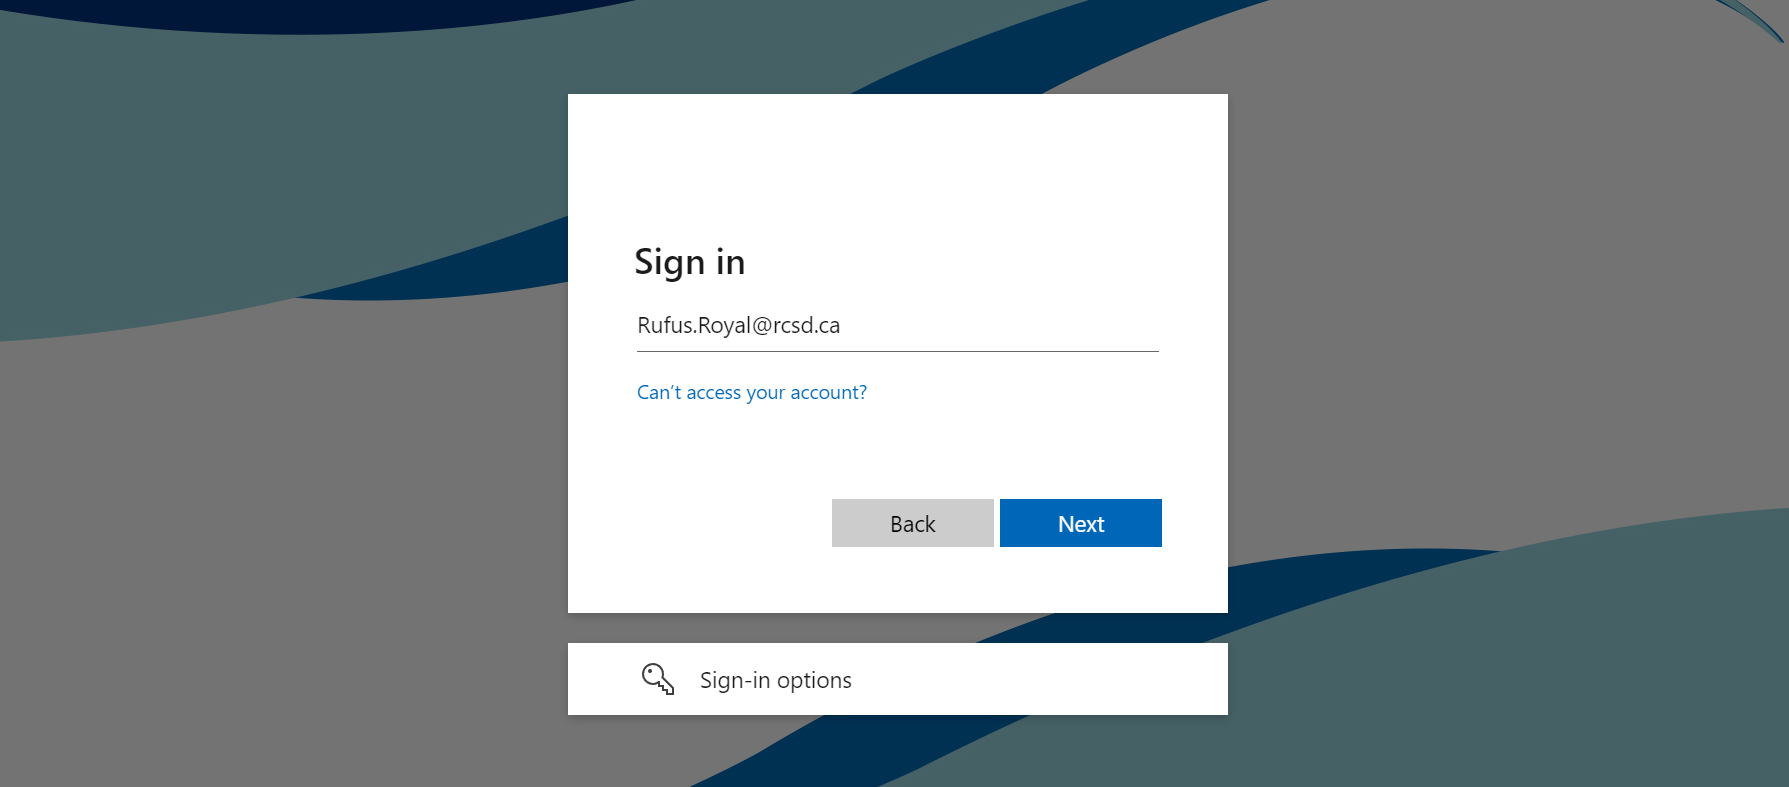 Sign in
Rufus.Royal@rcsd.ca
Can't access your account?
Back
Next
Sign-in options